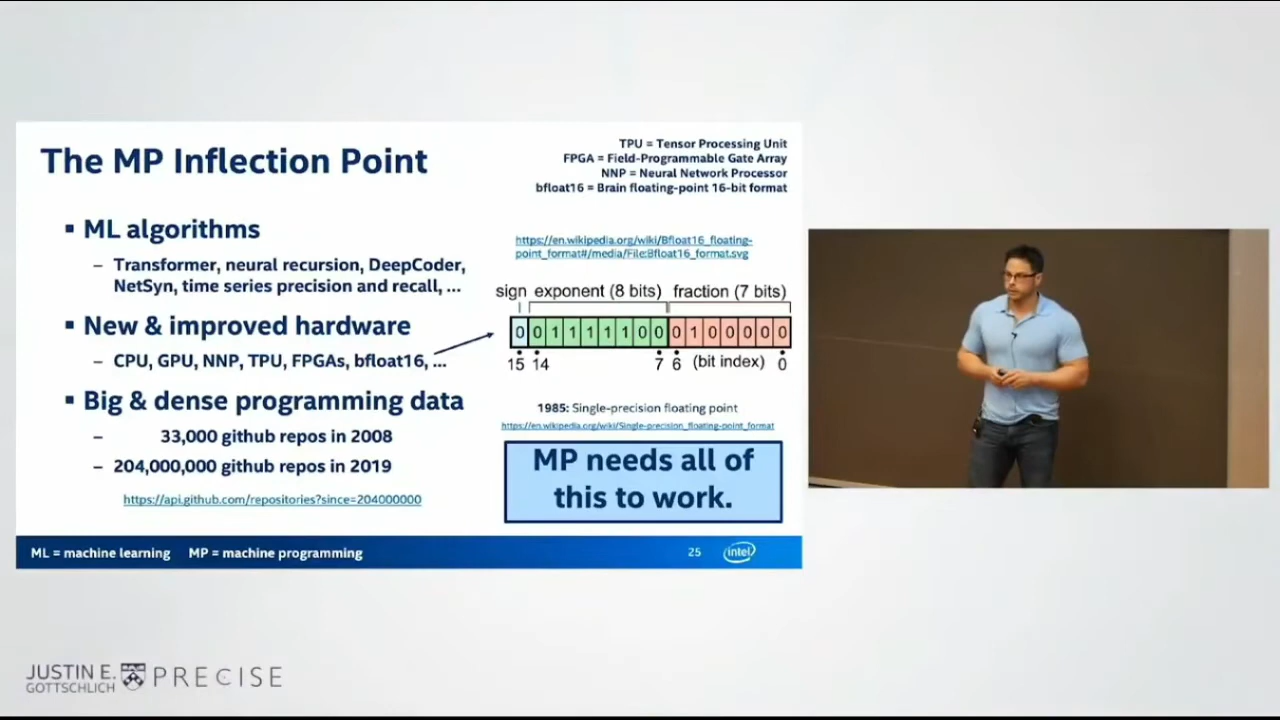 The MP Inflection Point
TPU = Tensor Processing Unit
FPGA = Field-Programmable Gate Array
NNP = Neural Network Processor
bfloat16 = Brain floating-point 16-bit format
▪ ML algorithms
– Transformer, neural recursion, DeepCoder,
NetSyn, time series precision and recall, ...
▪ New & improved hardware
– CPU, GPU, NNP, TPU, FPGAs, bfloat16, ...
▪ Big & dense programming data
– 33,000 github repos in 2008
– 204,000,000 github repos in 2019
https://api.github.com/repositories?since=204000000
https://en.wikipedia.org/wiki/Bfloat16_floating-
point_format#/media/File:Bfloat16_format.svg
sign exponent (8 bits) fraction (7 bits)
0 0 1 1 1 1 1 0 0 0 1 0 0 0 0 0
15 14 7 6 (bit index) 0
1985: Single-precision floating point
https://en.wikipedia.org/wiki/Single-precision_floating-point_format
MP needs all of
this to work.
ML = machine learning MP = machine programming
25
intel
JUSTIN E.
GOTTSCHLICH
PRECISE